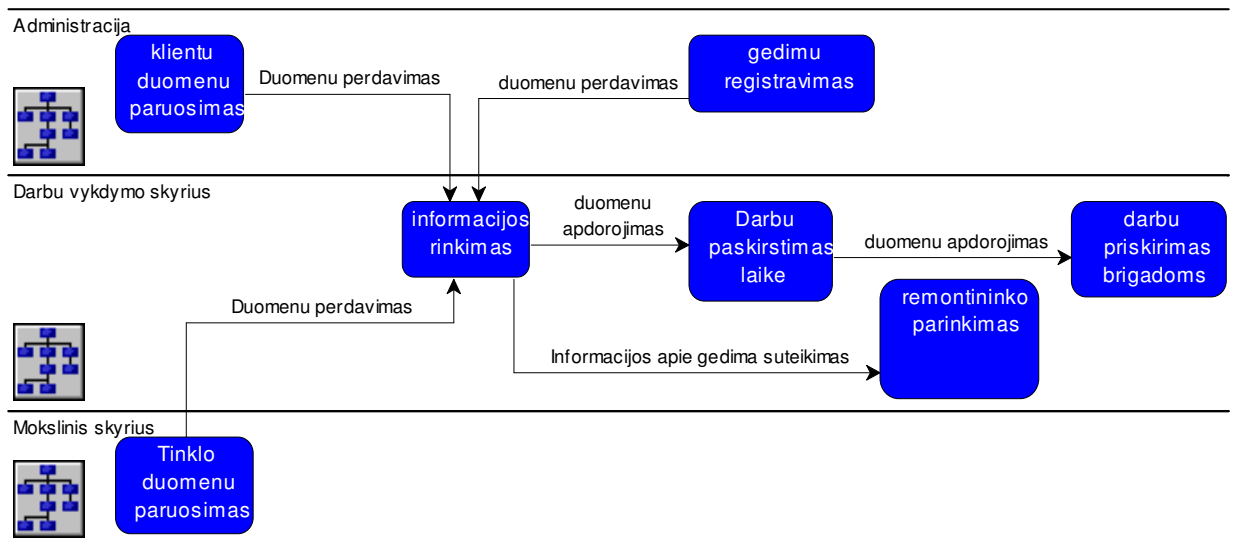 Administracija
klientu
duomenu
paruosimas
Duomenu perdavimas
duomenu perdavimas
gedimu
registravimas
Darbu vykdymo skyrius
informacijos
rinkimas
duomenu
apdorojimas
Darbu
paskirstimas
laike
duomenu apdorojimas
darbu
priskirimas
brigadoms
remontininko
parinkimas
Duomenu perdavimas
Informacijos apie gedima suteikimas
Mokslinis skyrius
Tinklo
duomenu
paruosimas